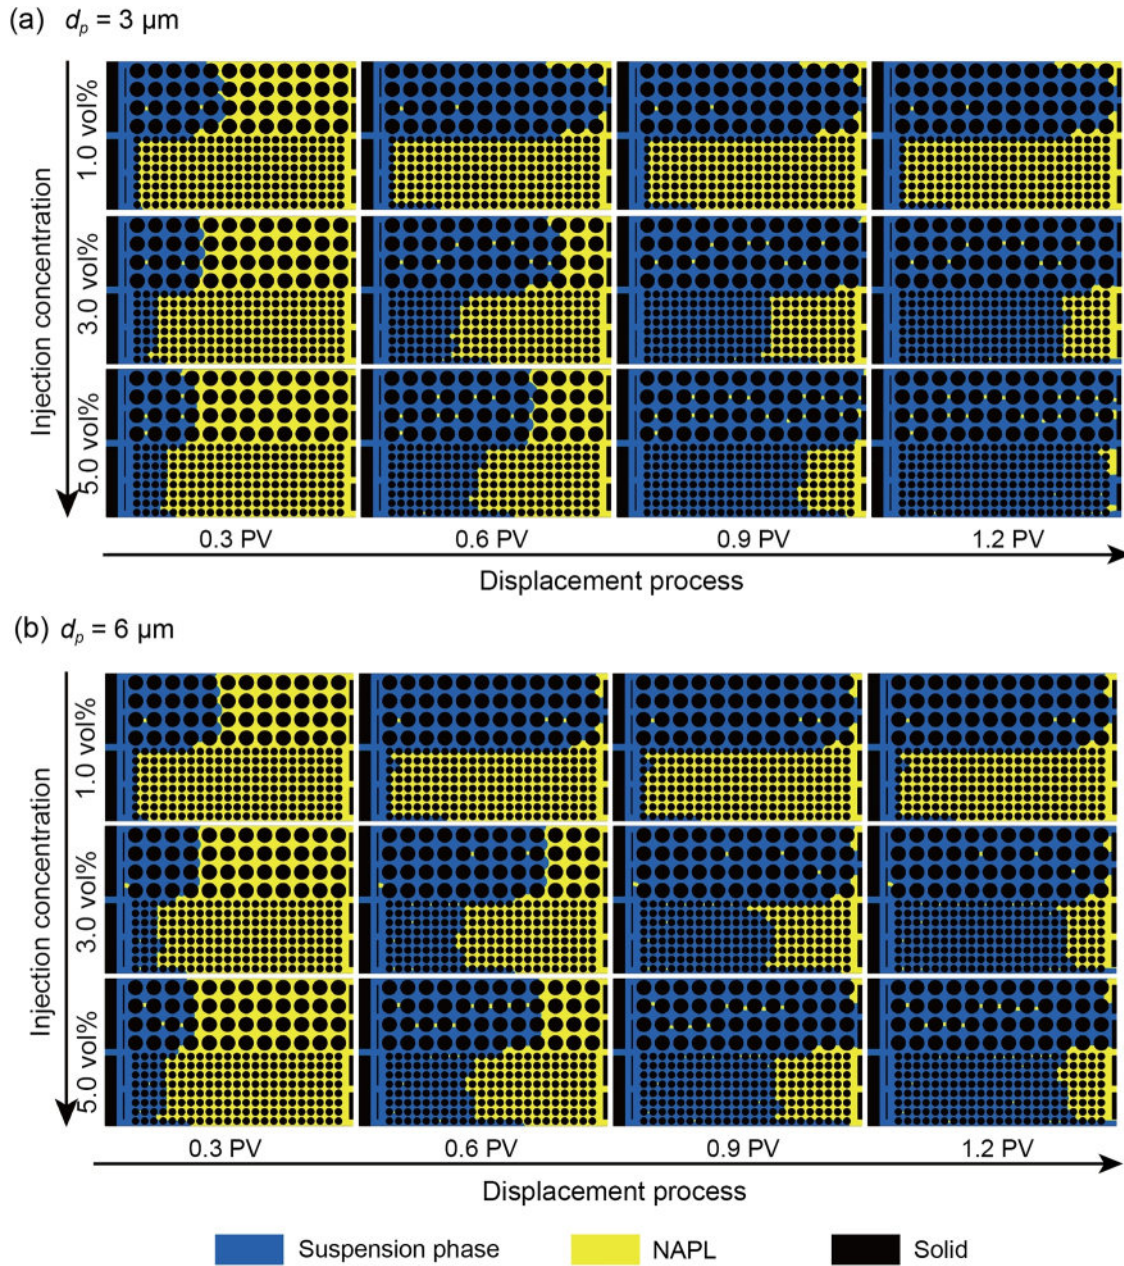 (a) dp = 3 μm
Injection concentration
1.0 vol%
3.0 vol%
5.0 vol%
0.3 PV 0.6 PV 0.9 PV 1.2 PV
Displacement process
(b) dp = 6 μm
Injection concentration
1.0 vol%
3.0 vol%
5.0 vol%
0.3 PV 0.6 PV 0.9 PV 1.2 PV
Displacement process
Suspension phase NAPL Solid